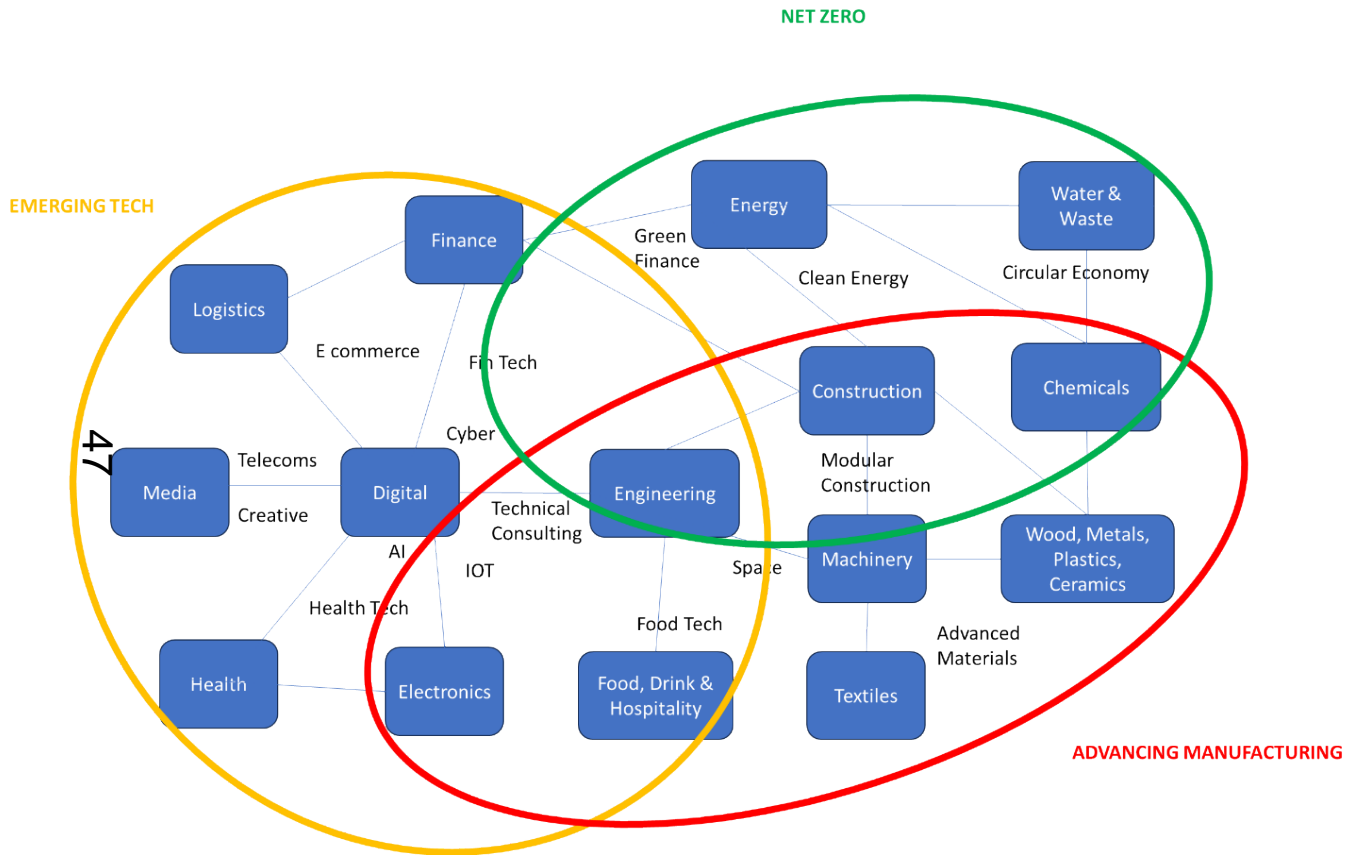 NET ZERO
EMERGING TECH
Energy
Water &
Waste
Finance
Green
Finance
Clean Energy
Circular Economy
Logistics
E commerce
Fin Tech
Construction
Chemicals
Cyber
47
Telecoms
Media
Creative
Digital
Engineering
Technical
Consulting
Modular
Construction
AI
IOT
Space
Machinery
Wood, Metals,
Plastics,
Ceramics
Health Tech
Food Tech
Advanced
Materials
Health
Electronics
Food, Drink &
Hospitality
Textiles
ADVANCING MANUFACTURING